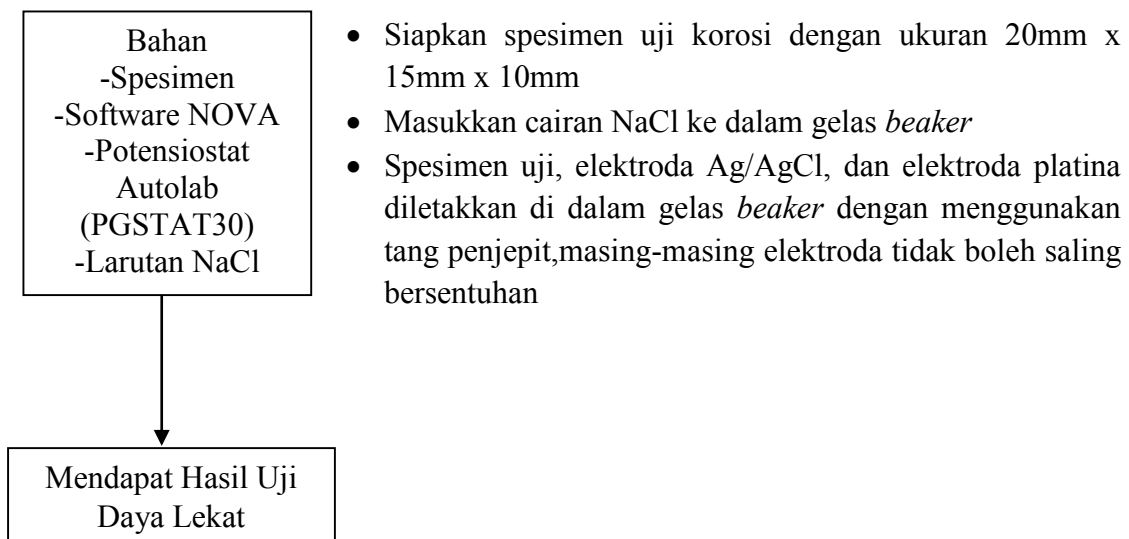 Bahan
-Spesimen
-Software NOVA
-Potensiostat
Autolab
(PGSTAT30)
-Larutan NaCl
• Siapkan spesimen uji korosi dengan ukuran 20mm x
15mm x 10mm
• Masukkan cairan NaCl ke dalam gelas beaker
• Spesimen uji, elektroda Ag/AgCl, dan elektroda platina
diletakkan di dalam gelas beaker dengan menggunakan
tang penjepit,masing-masing elektroda tidak boleh saling
bersentuhan
Mendapat Hasil Uji
Daya Lekat